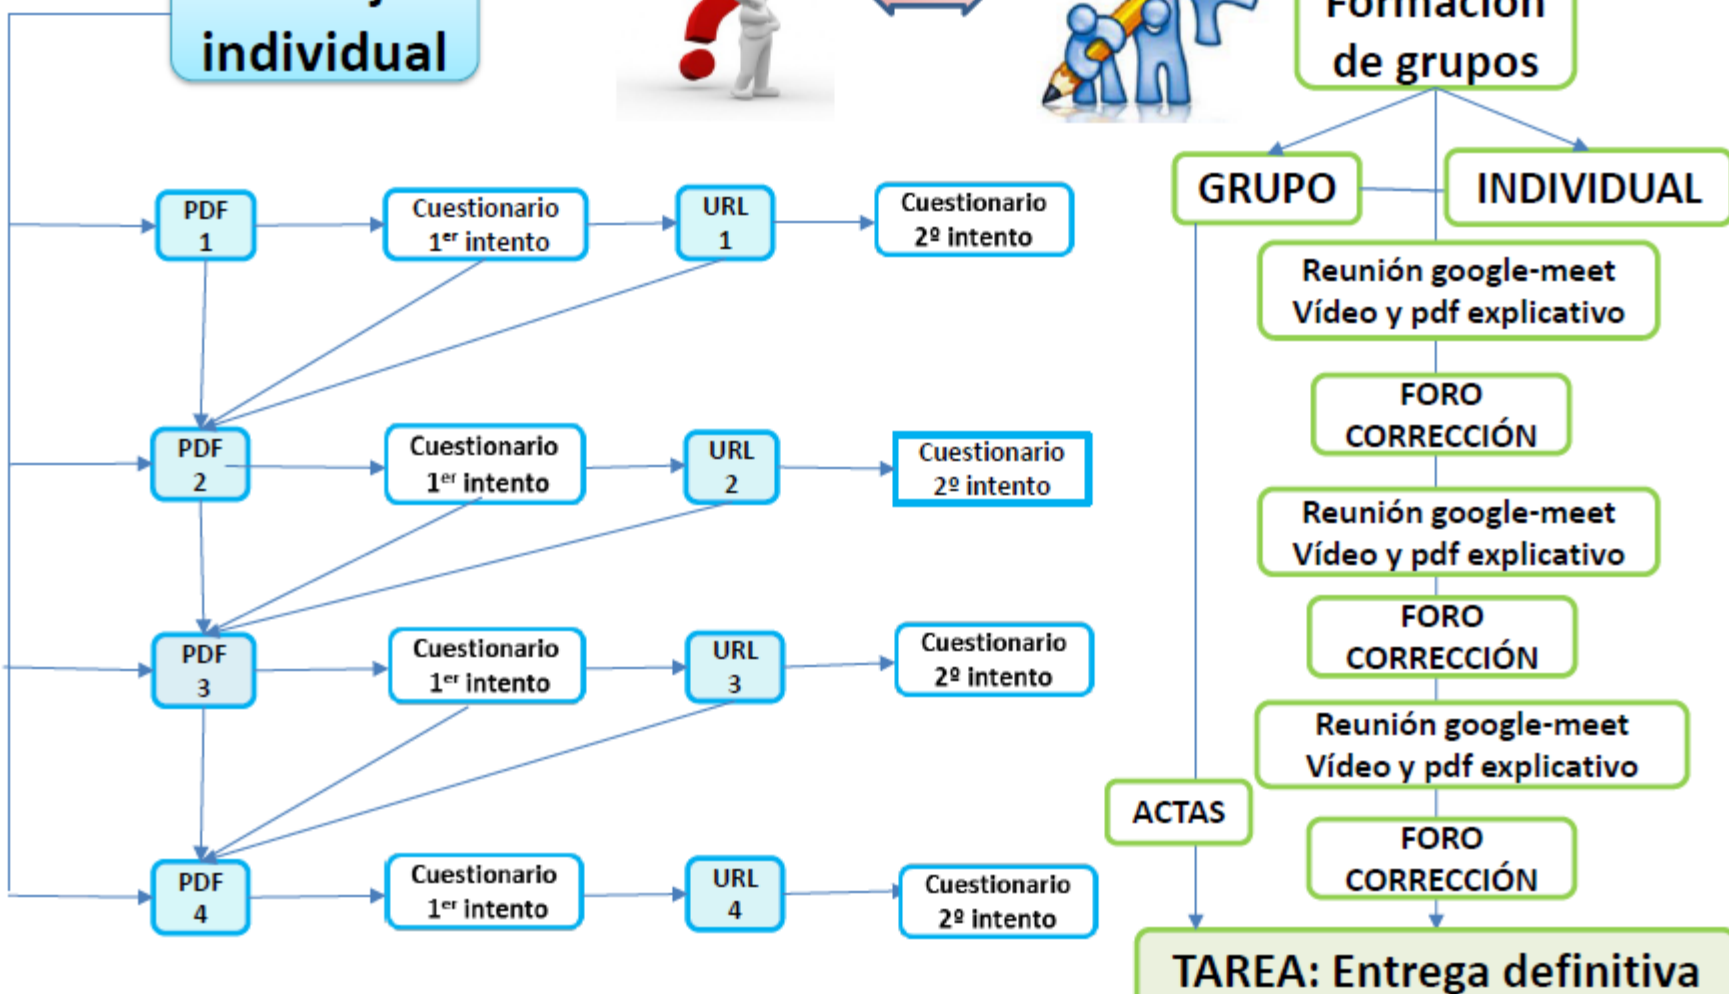 individual
Formación
de grupos
GRUPO
INDIVIDUAL
PDF
1
Cuestionario
1er intento
URL
1
Cuestionario
2º intento
PDF
2
Cuestionario
1er intento
URL
2
Cuestionario
2º intento
PDF
3
Cuestionario
1er intento
URL
3
Cuestionario
2º intento
PDF
4
Cuestionario
1er intento
URL
4
Cuestionario
2º intento
Reunión google-meet
Vídeo y pdf explicativo
FORO
CORRECCIÓN
Reunión google-meet
Vídeo y pdf explicativo
FORO
CORRECCIÓN
Reunión google-meet
Vídeo y pdf explicativo
ACTAS
FORO
CORRECCIÓN
TAREA: Entrega definitiva